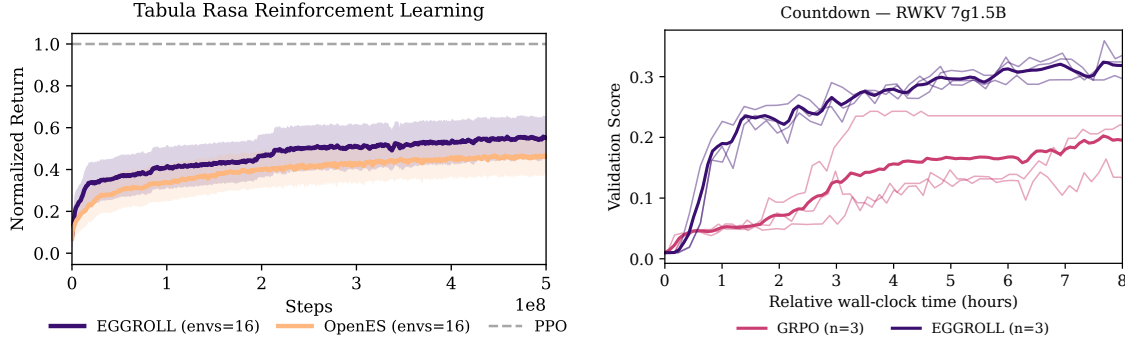 Tabula Rasa Reinforcement Learning
Normalized Return
1.0
0.8
0.6
0.4
0.2
0.0
0 1 2 3 4 5
1e8
Steps
EGGROLL (envs=16) OpenES (envs=16) PPO
Countdown — RWKV 7g1.5B
Validation Score
0.3
0.2
0.1
0.0
0 1 2 3 4 5 6 7 8
Relative wall-clock time (hours)
GRPO (n=3) EGGROLL (n=3)